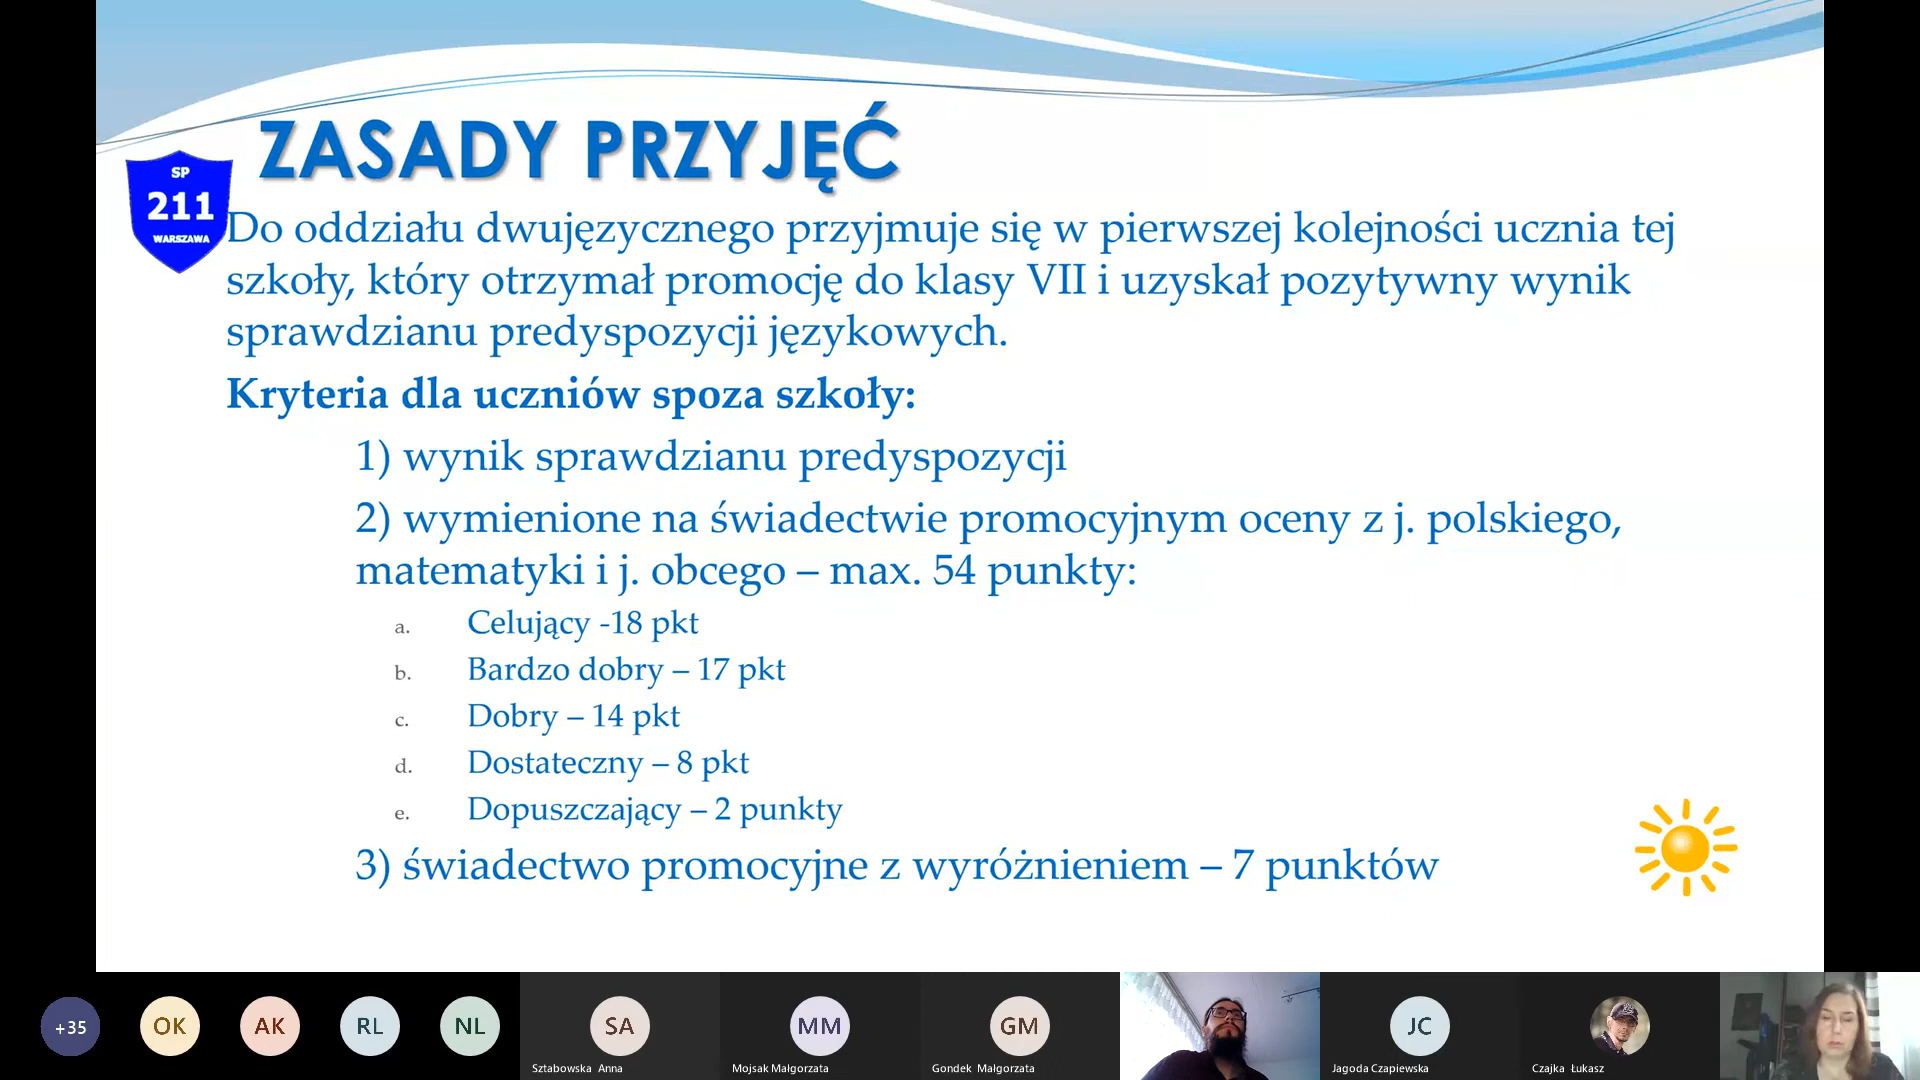 ZASADY PRZYJĘĆ
SP
211
WARSZAWA
Do oddziału dwujęzycznego przyjmuje się w pierwszej kolejności ucznia tej
szkoły, który otrzymał promocję do klasy VII i uzyskał pozytywny wynik
sprawdzianu predyspozycji językowych.
Kryteria dla uczniów spoza szkoły:
1) wynik sprawdzianu predyspozycji
2) wymienione na świadectwie promocyjnym oceny z j. polskiego,
matematyki i j. obcego – max. 54 punkty:
a. Celujący -18 pkt
b. Bardzo dobry – 17 pkt
c. Dobry – 14 pkt
d. Dostateczny – 8 pkt
e. Dopuszczający – 2 punkty
3) świadectwo promocyjne z wyróżnieniem – 7 punktów
+35
OK
AK
RL
NL
SA
Sztabowska Anna
MM
Mojsak Małgorzata
GM
Gondek Małgorzata
JC
Jagoda Czapiewska
Czajka Łukasz